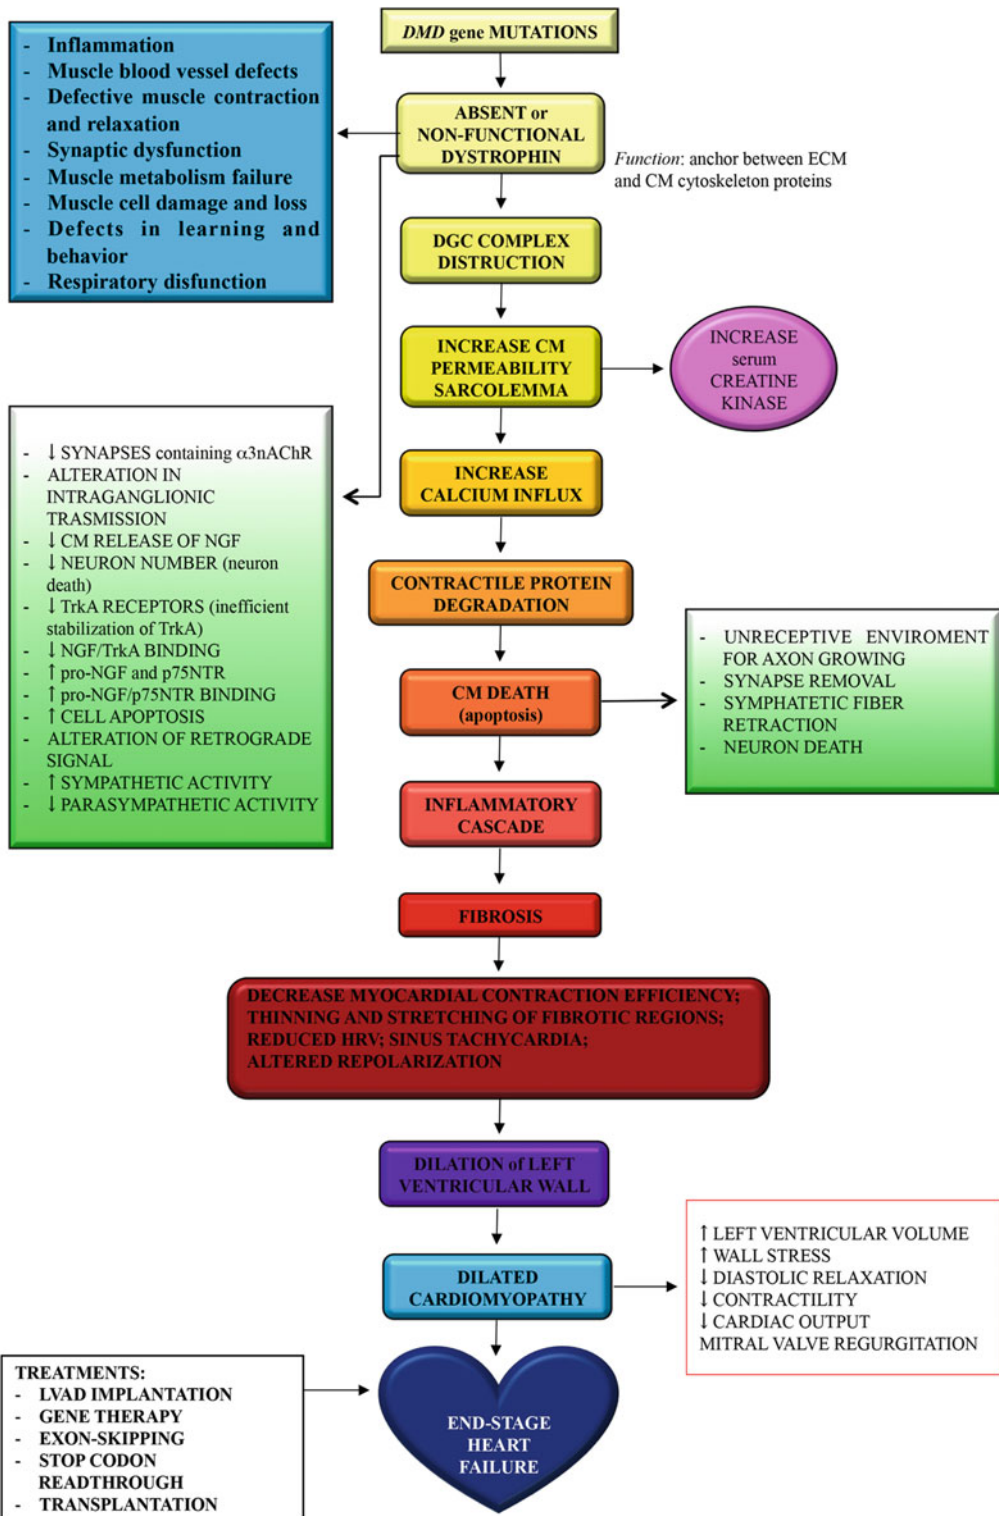 DMD gene MUTATIONS
- Inflammation
- Muscle blood vessel defects
- Defective muscle contraction
and relaxation
- Synaptic dysfunction
- Muscle metabolism failure
- Muscle cell damage and loss
- Defects in learning and
behavior
- Respiratory disfunction
ABSENT or
NON-FUNCTIONAL
DYSTROPHIN
Function: anchor between ECM
and CM cytoskeleton proteins
DGC COMPLEX
DISTRUCTION
INCREASE CM
PERMEABILITY
SARCOLEMMA
INCREASE
serum
CREATINE
KINASE
INCREASE
CALCIUM INFLUX
- ↓ SYNAPSES containing α3nAChR
- ALTERATION IN
INTRAGANGLIONIC
TRASMISSION
- ↓ CM RELEASE OF NGF
- ↓ NEURON NUMBER (neuron
death)
- ↓ TrkA RECEPTORS (inefficient
stabilization of TrkA)
- ↓ NGF/TrkA BINDING
- ↑ pro-NGF and p75NTR
- ↑ pro-NGF/p75NTR BINDING
- ↑ CELL APOPTOSIS
- ALTERATION OF RETROGRADE
SIGNAL
- ↑ SYMPATHETIC ACTIVITY
- ↓ PARASYMPATHETIC ACTIVITY
CONTRACTILE PROTEIN
DEGRADATION
CM DEATH
(apoptosis)
- UNRECEPTIVE ENVIROMENT
FOR AXON GROWING
- SYNAPSE REMOVAL
- SYMPHATETIC FIBER
RETRACTION
- NEURON DEATH
INFLAMMATORY
CASCADE
FIBROSIS
DECREASE MYOCARDIAL CONTRACTION EFFICIENCY;
THINNING AND STRETCHING OF FIBROTIC REGIONS;
REDUCED HRV; SINUS TACHYCARDIA;
ALTERED REPOLARIZATION
DILATION of LEFT
VENTRICULAR WALL
DILATED
CARDIOMYOPATHY
↑ LEFT VENTRICULAR VOLUME
↑ WALL STRESS
↓ DIASTOLIC RELAXATION
↓ CONTRACTILITY
↓ CARDIAC OUTPUT
MITRAL VALVE REGURGITATION
TREATMENTS:
- LVAD IMPLANTATION
- GENE THERAPY
- EXON-SKIPPING
- STOP CODON
READTHROUGH
- TRANSPLANTATION
END-STAGE
HEART
FAILURE